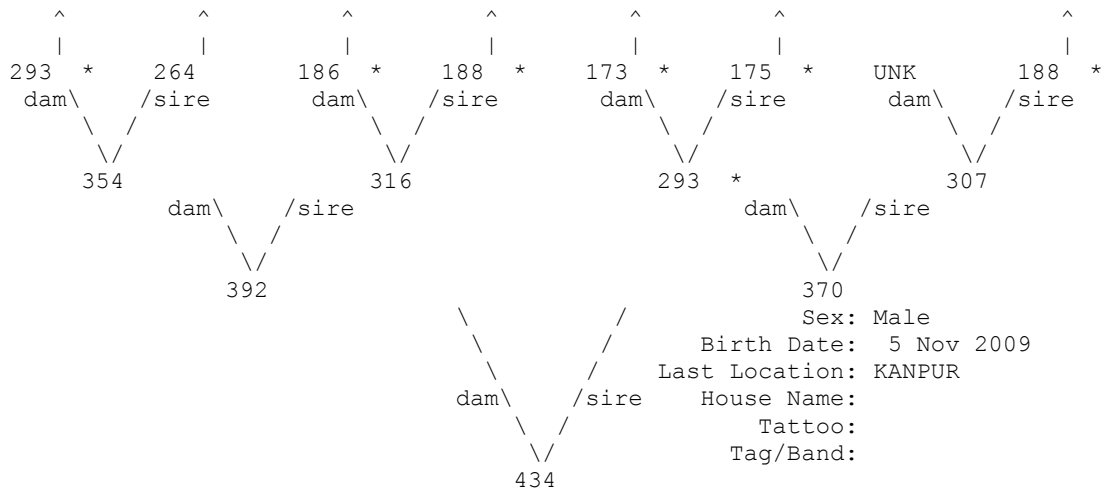 ^ ^ ^ ^ ^ ^ ^
| | | | | | |
293 * 264 186 * 188 * 173 * 175 * UNK 188 *
dam\ /sire dam\ /sire dam\ /sire dam\ /sire
\ / \ / \ / \ /
\/ \/ \/ \/
354 316 293 * 307
dam\ /sire dam\ /sire
\ / \ /
\/ \/
392 370
\ / Sex: Male
\ / Birth Date: 5 Nov 2009
\ / Last Location: KANPUR
dam\ /sire House Name:
\ / Tattoo:
\/ Tag/Band:
434